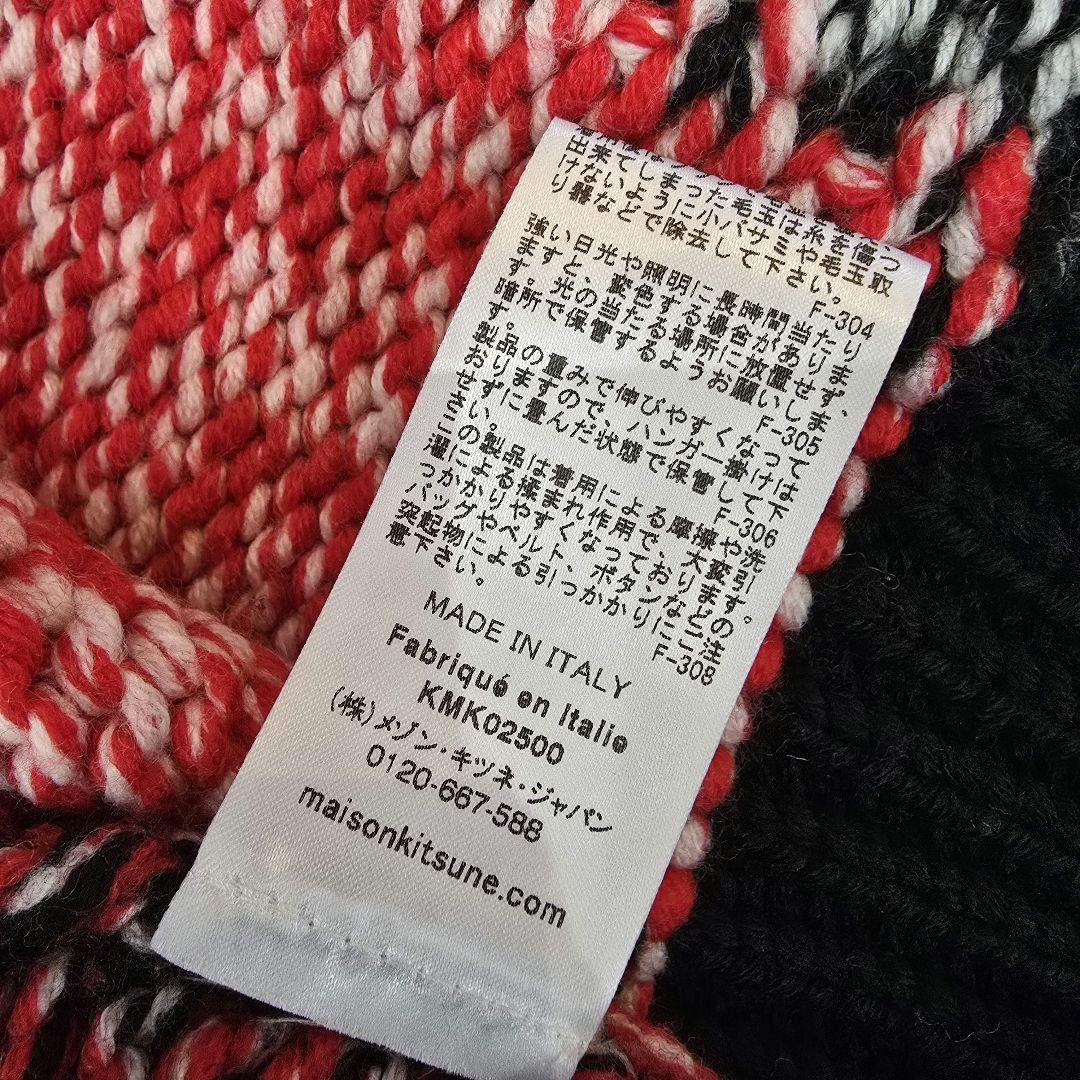 出来てしまった毛玉は糸を傷つ
けないように小バサミや毛玉取
り器などで除去して下さい。
F-304
強い日光や照明に長時間当たり
ますと、変色する場合がありま
す。光の当たる場所に放置せず、
暗所で保管するようお願いしま
す。
F-305
製品の重みで伸びやすくなって
おりますので、ハンガー掛けは
せずに畳んだ状態で保管して下
さい。
F-306
この製品は着用による摩擦や洗
濯による揉まれ作用で、大変引
っかかりやすくなっております。
バッグやベルト、ボタンなどの
突起物による引っかかりにご注
意下さい。
F-308
MADE IN ITALY
Fabriqué en Italie
KMK02500
(株)メゾン・キツネ・ジャパン
0120-667-588
maisonkitsune.com